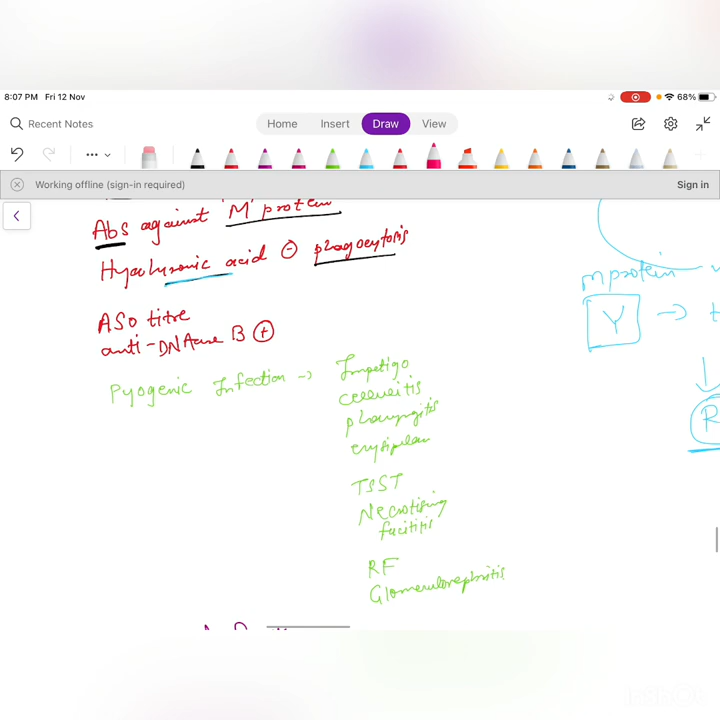 8:07 PM Fri 12 Nov
68%
Recent Notes
Home Insert Draw View
Working offline (sign-in required)
Sign in
Abs against 'M' protein
Hyaluronic acid ⊖ phagocytosis
M protein
Y →
ASO titre
anti-DNAase B (+)
R
Pyogenic Infection → Impetigo
cellulitis
pharyngitis
erysipelas
TSST
Necrotising
facitis
RF
Glomerulonephritis